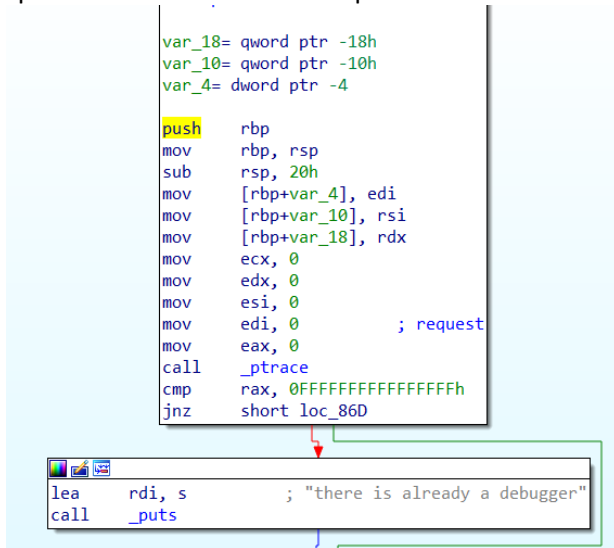 var_18= qword ptr -18h
var_10= qword ptr -10h
var_4= dword ptr -4
push rbp
mov rbp, rsp
sub rsp, 20h
mov [rbp+var_4], edi
mov [rbp+var_10], rsi
mov [rbp+var_18], rdx
mov ecx, 0
mov edx, 0
mov esi, 0
mov edi, 0 ; request
mov eax, 0
call _ptrace
cmp rax, 0FFFFFFFFFFFFFFFFh
jnz short loc_86D
lea rdi, s ; "there is already a debugger"
call _puts